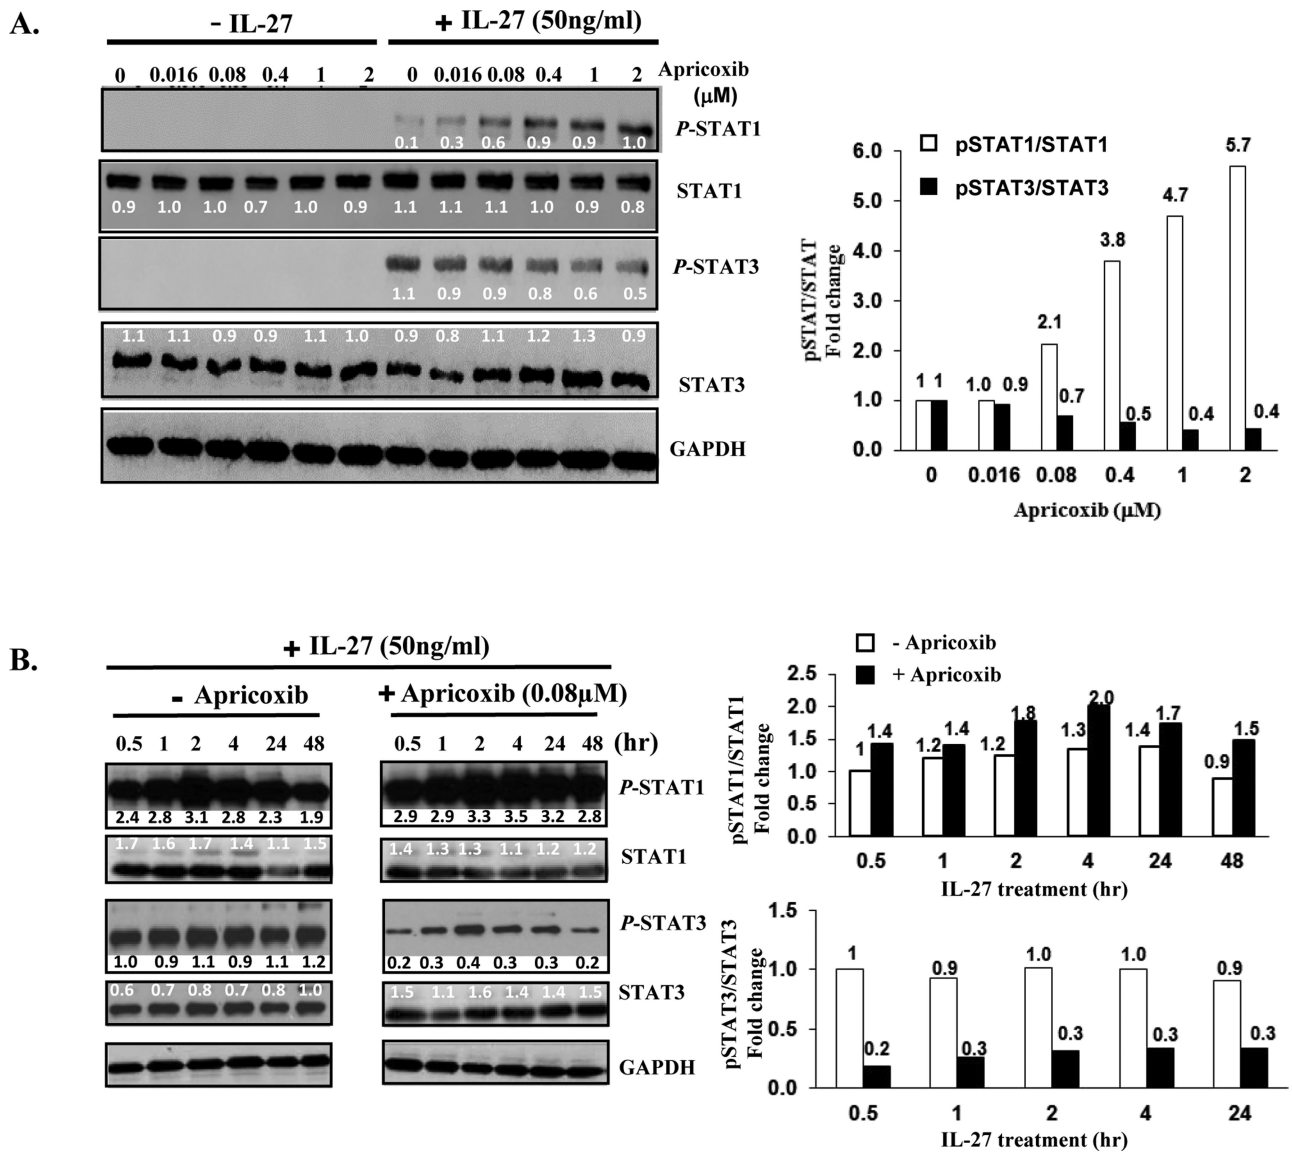 A.
- IL-27
+ IL-27 (50ng/ml)
0 0.016 0.08 0.4 1 2 0 0.016 0.08 0.4 1 2 Apricoxib
(μM)
P-STAT1
0.1 0.3 0.6 0.9 0.9 1.0
STAT1
0.9 1.0 1.0 0.7 1.0 0.9 1.1 1.1 1.1 1.0 0.9 0.8
P-STAT3
1.1 0.9 0.9 0.8 0.6 0.5
1.1 1.1 0.9 0.9 1.1 1.0 0.9 0.8 1.1 1.2 1.3 0.9
STAT3
GAPDH
pSTAT1/STAT1
pSTAT3/STAT3
pSTAT/STAT
Fold change
6.0
5.0
4.0
3.0
2.0
1.0
0.0
1 1 1.0 0.9 2.1 0.7 3.8 0.5 4.7 0.4 5.7 0.4
0 0.016 0.08 0.4 1 2
Apricoxib (μM)
B.
+ IL-27 (50ng/ml)
- Apricoxib
+ Apricoxib (0.08μM)
0.5 1 2 4 24 48 0.5 1 2 4 24 48 (hr)
P-STAT1
2.4 2.8 3.1 2.8 2.3 1.9 2.9 2.9 3.3 3.5 3.2 2.8
1.7 1.6 1.7 1.4 1.1 1.5 1.4 1.3 1.3 1.1 1.2 1.2
STAT1
P-STAT3
1.0 0.9 1.1 0.9 1.1 1.2 0.2 0.3 0.4 0.3 0.3 0.2
0.6 0.7 0.8 0.7 0.8 1.0 1.5 1.1 1.6 1.4 1.4 1.5
STAT3
GAPDH
- Apricoxib
+ Apricoxib
pSTAT1/STAT1
Fold change
2.5
2.0
1.5
1.0
0.5
0.0
1 1.4 1.2 1.4 1.2 1.8 1.3 2.0 1.4 1.7 0.9 1.5
0.5 1 2 4 24 48
IL-27 treatment (hr)
pSTAT3/STAT3
Fold change
1.5
1.0
0.5
0.0
1 0.2 0.9 0.3 1.0 0.3 1.0 0.3 0.9 0.3
0.5 1 2 4 24
IL-27 treatment (hr)